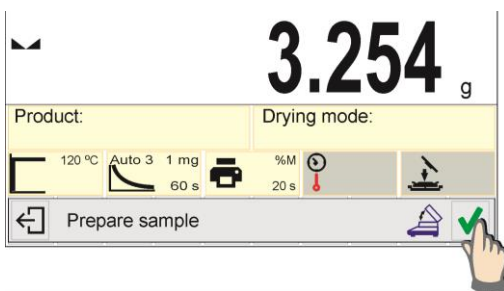 3.254 g
Product: Drying mode:
120 ºC Auto 3 1 mg %M
60 s 20 s
Prepare sample